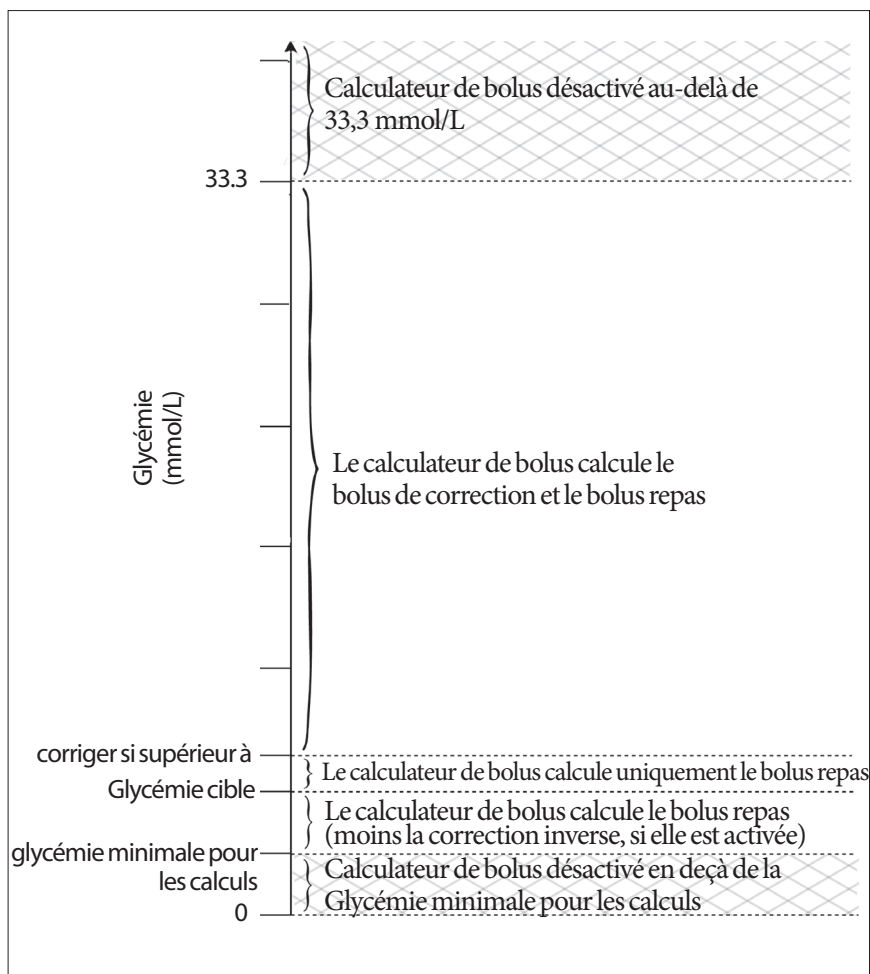 Calculateur de bolus désactivé au-delà de
33,3 mmol/L
33.3
Glycémie
(mmol/L)
Le calculateur de bolus calcule le
bolus de correction et le bolus repas
corriger si supérieur à
Le calculateur de bolus calcule uniquement le bolus repas
Glycémie cible
Le calculateur de bolus calcule le bolus repas
(moins la correction inverse, si elle est activée)
glycémie minimale pour
les calculs
Calculateur de bolus désactivé en deçà de la
Glycémie minimale pour les calculs
0